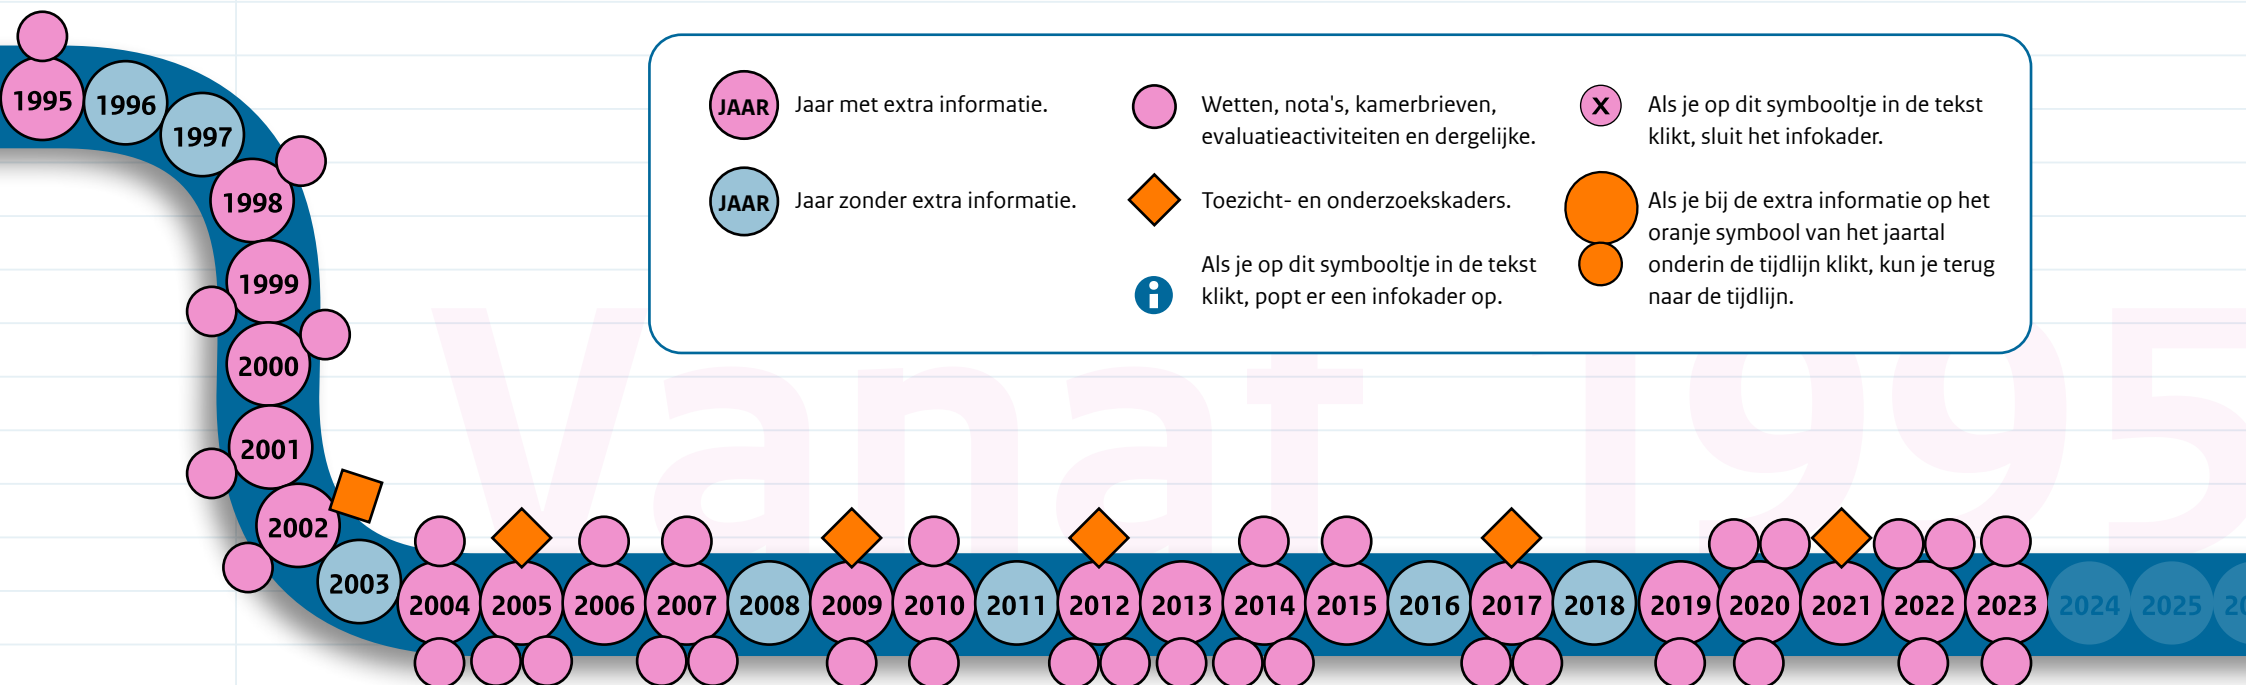 1995
1996
1997
1998
1999
2000
2001
2002
2003
2004
2005
2006
2007
2008
2009
2010
2011
2012
2013
2014
2015
2016
2017
2018
2019
2020
2021
2022
2023
2024
2025
JAAR
Jaar met extra informatie.
JAAR
Jaar zonder extra informatie.
Wetten, nota's, kamerbrieven,
evaluatieactiviteiten en dergelijke.
Toezicht- en onderzoekskaders.
Als je op dit symbooltje in de tekst
klikt, popt er een infokader op.
X
Als je op dit symbooltje in de tekst
klikt, sluit het infokader.
Als je bij de extra informatie op het
oranje symbool van het jaartal
onderin de tijdlijn klikt, kun je terug
naar de tijdlijn.
Vanaf 1995